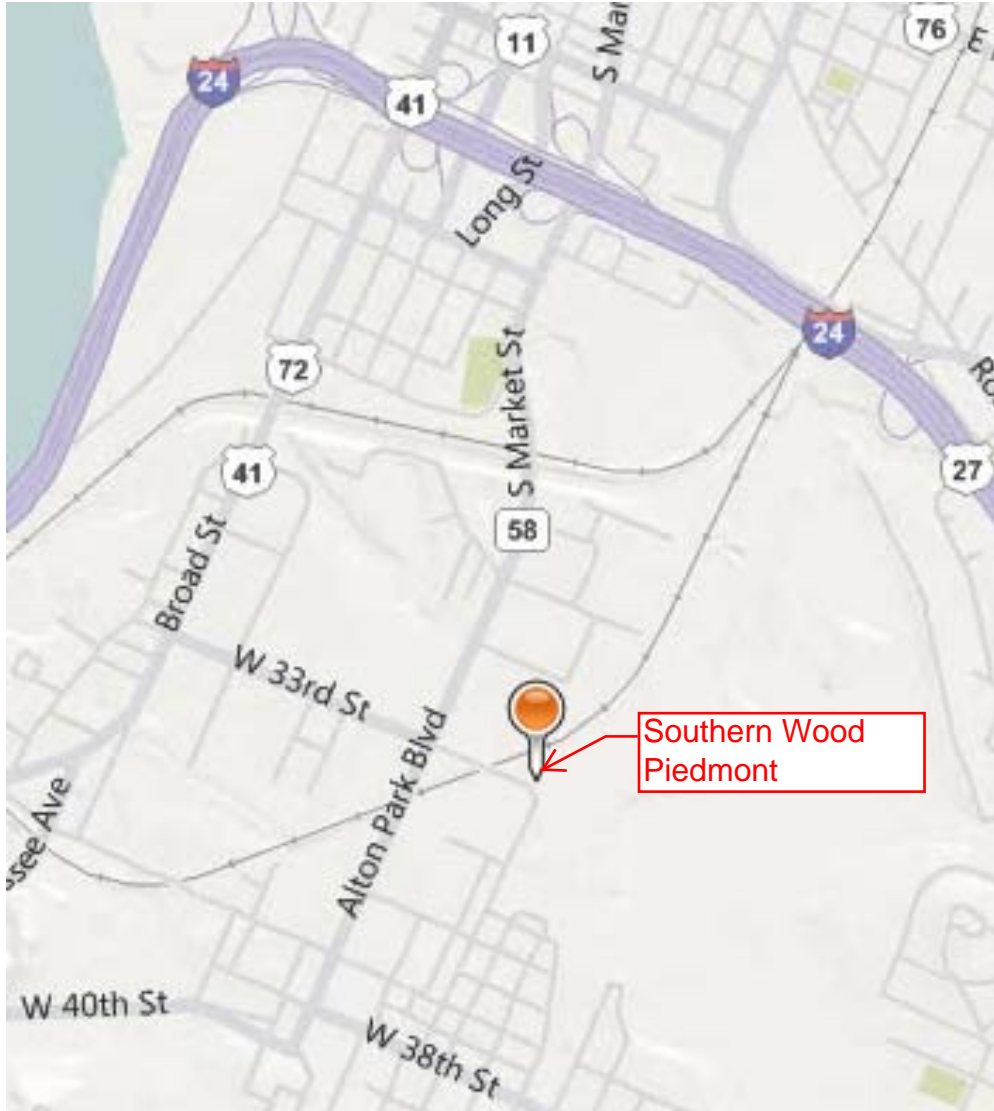 76
E
11
S Mar
24
41
Long St
24
72
S Market St
Ro
41
27
58
Broad St
W 33rd St
Southern Wood
Piedmont
Alton Park Blvd
ssee Ave
W 40th St
W 38th St